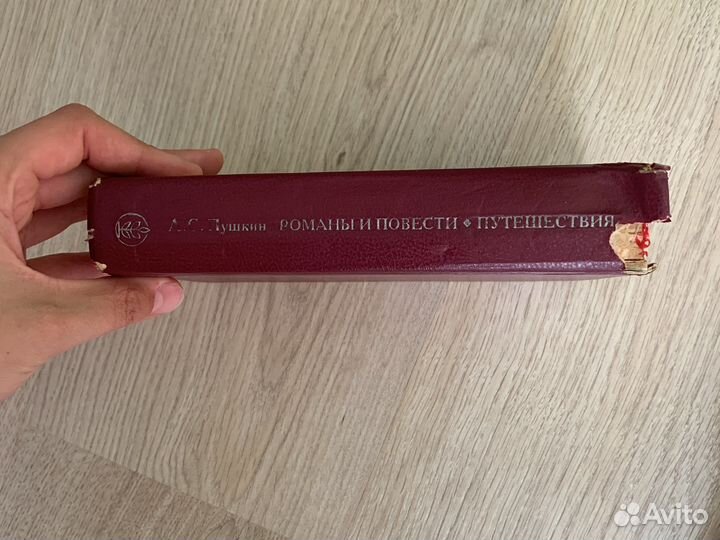 А. С. Пушкин РОМАНЫ И ПОВЕСТИ ◆ ПУТЕШЕСТВИЯ
Avito